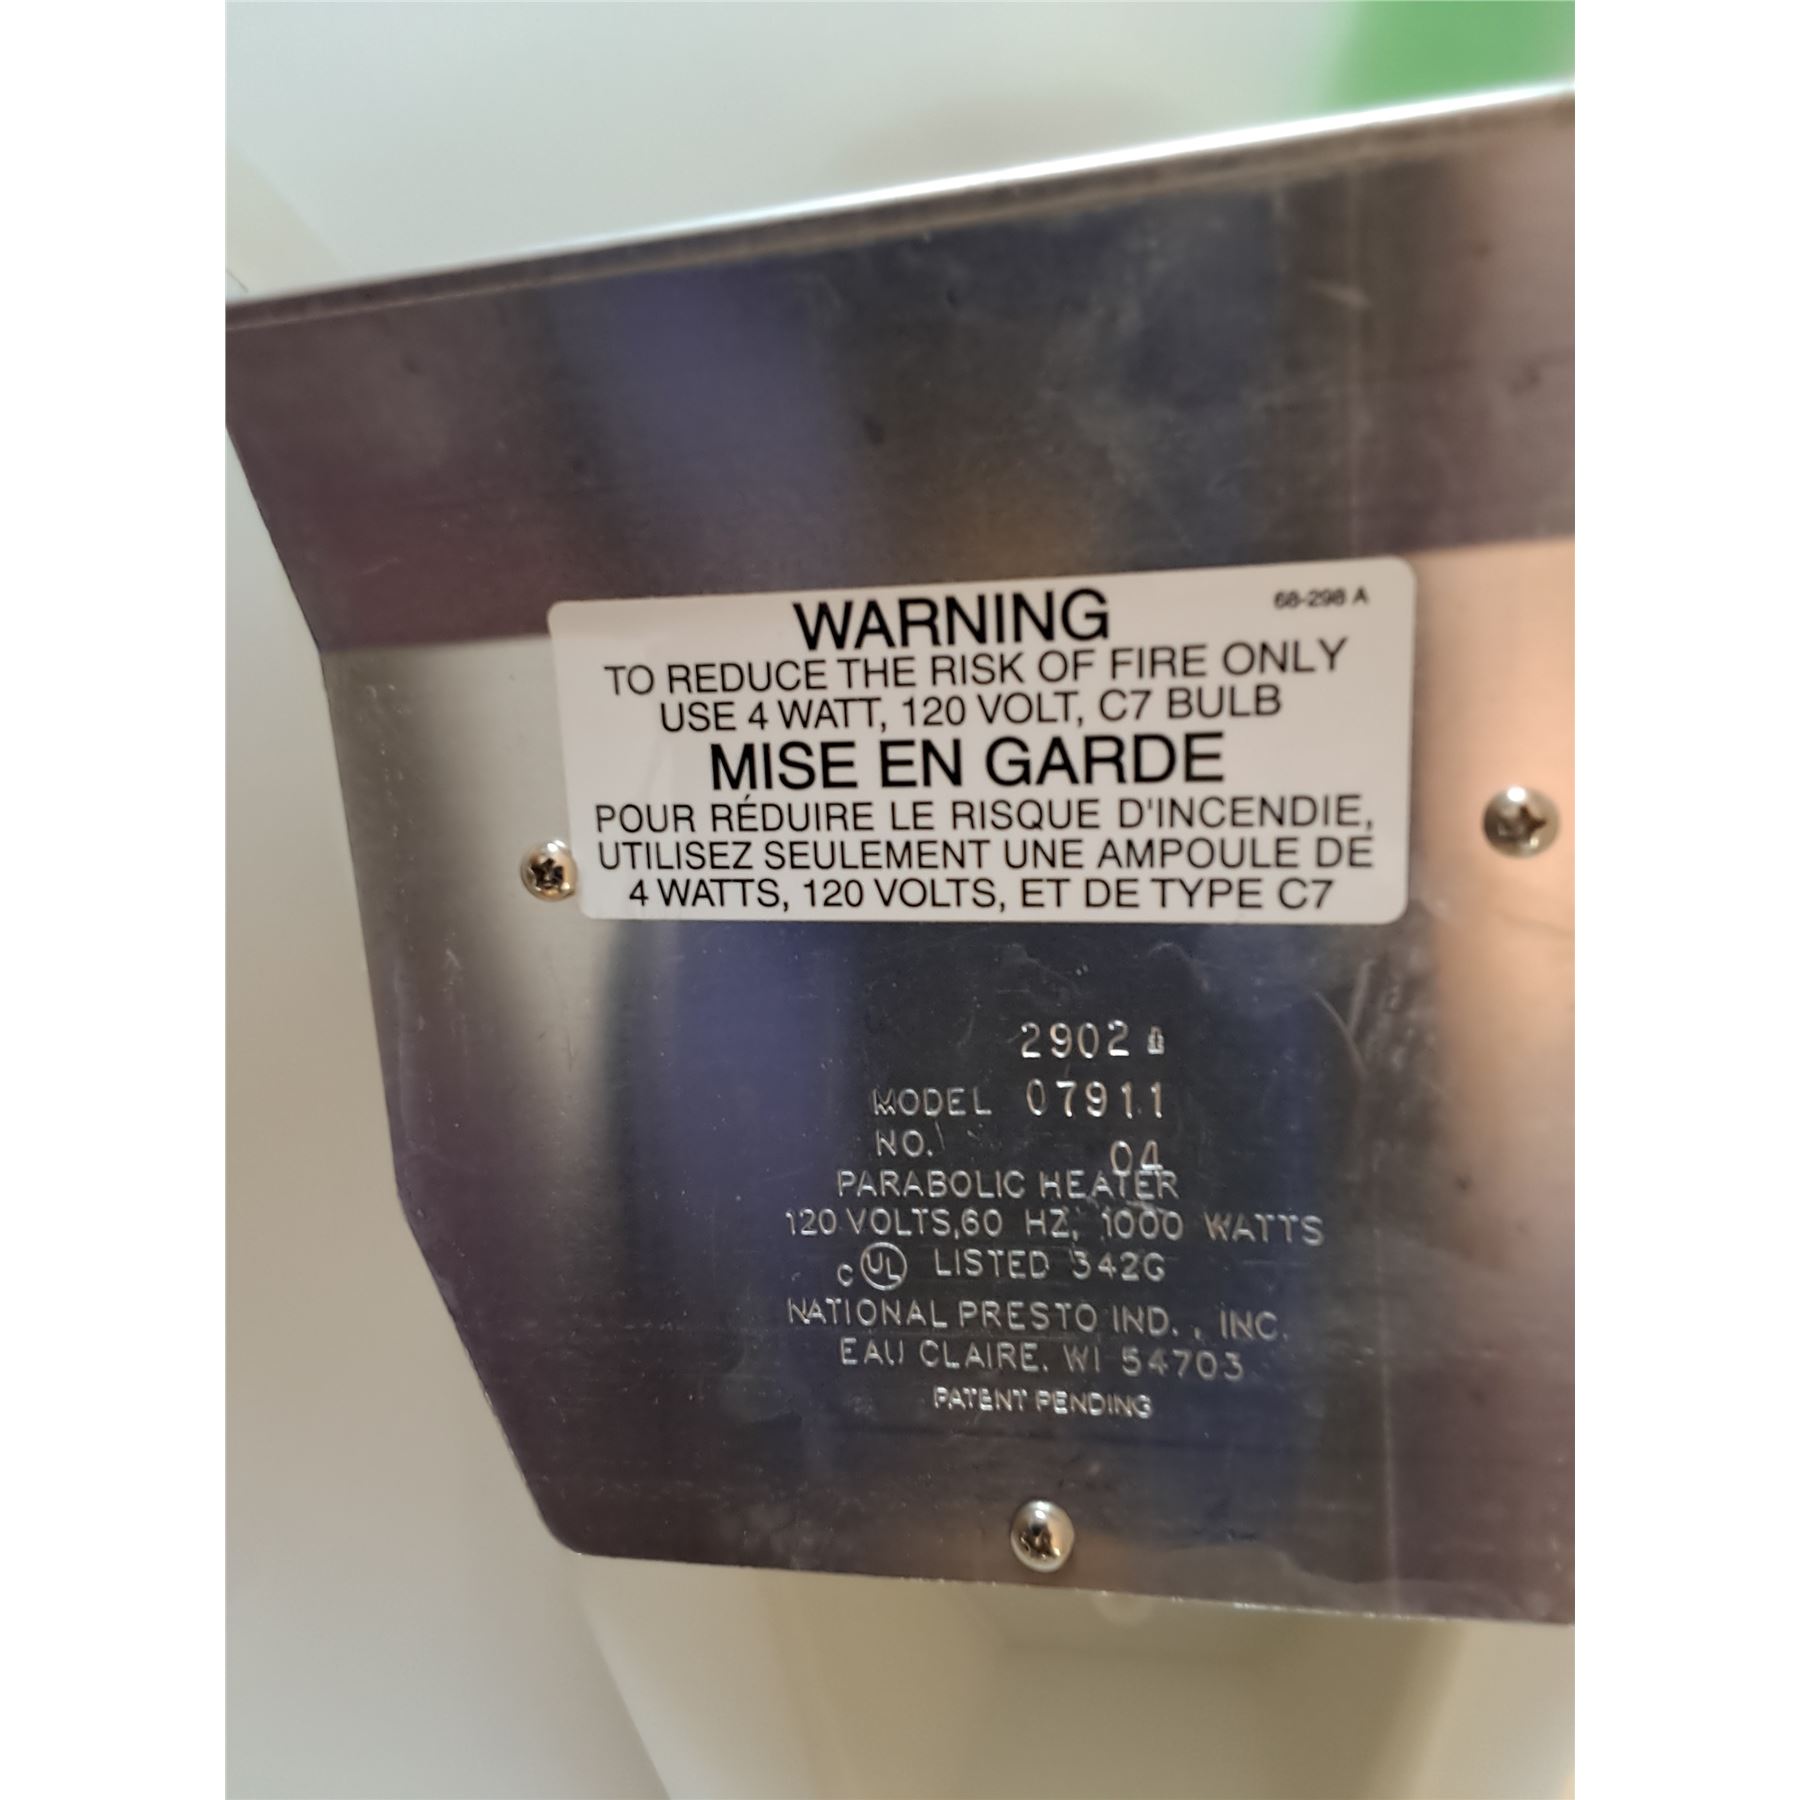 WARNING
68-298 A
TO REDUCE THE RISK OF FIRE ONLY
USE 4 WATT, 120 VOLT, C7 BULB
MISE EN GARDE
POUR RÉDUIRE LE RISQUE D'INCENDIE,
UTILISEZ SEULEMENT UNE AMPOULE DE
4 WATTS, 120 VOLTS, ET DE TYPE C7
2902
MODEL 07911
NO. 04
PARABOLIC HEATER
120 VOLTS, 60 HZ, 1000 WATTS
C UL LISTED 342G
NATIONAL PRESTO IND., INC.
EAU CLAIRE, WI 54703
PATENT PENDING